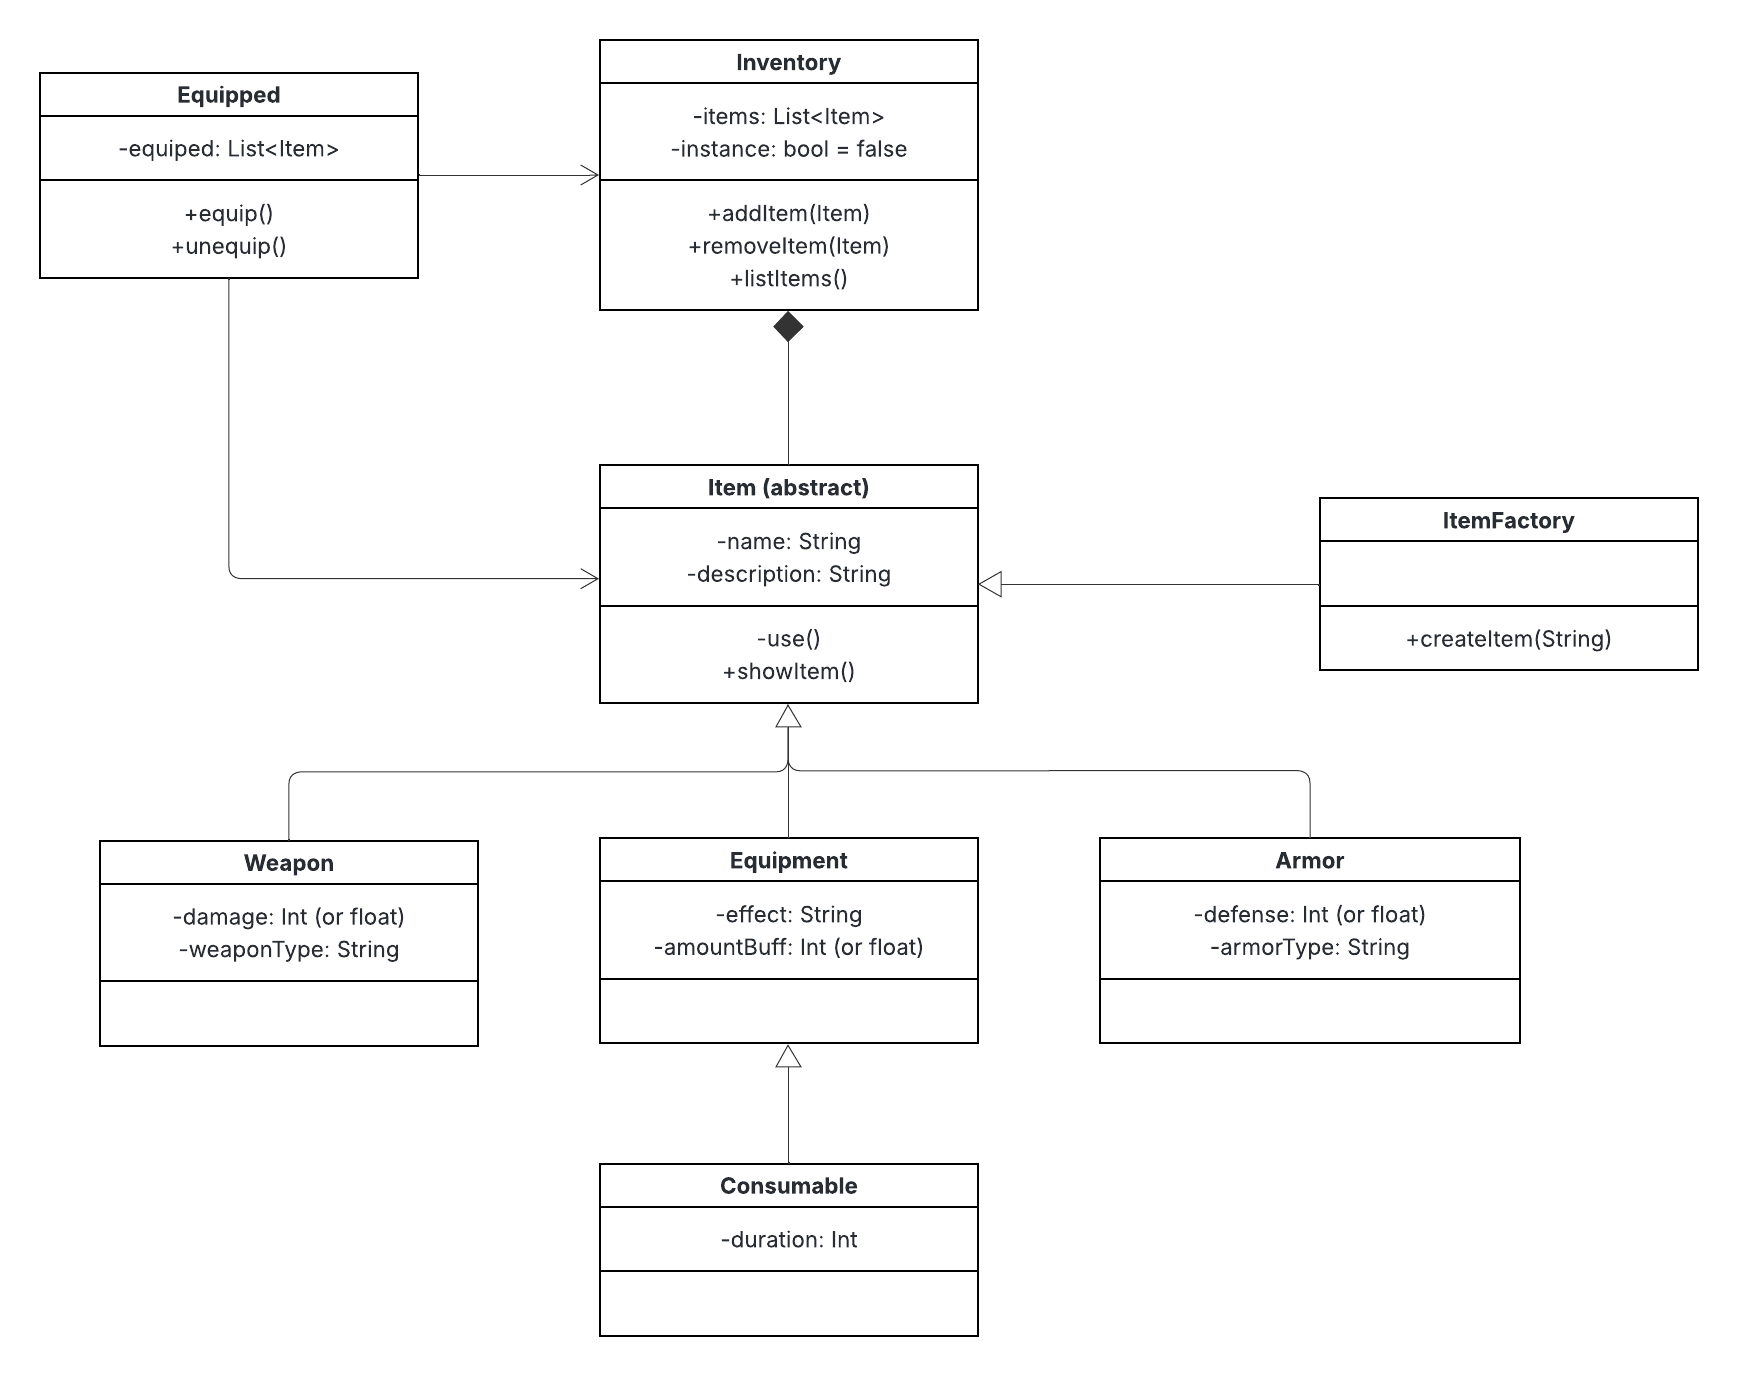 Equipped
-equiped: List<Item>
+equip()
+unequip()
Inventory
-items: List<Item>
-instance: bool = false
+addItem(Item)
+removeItem(Item)
+listItems()
Item (abstract)
-name: String
-description: String
-use()
+showItem()
ItemFactory
+createItem(String)
Weapon
-damage: Int (or float)
-weaponType: String
Equipment
-effect: String
-amountBuff: Int (or float)
Armor
-defense: Int (or float)
-armorType: String
Consumable
-duration: Int